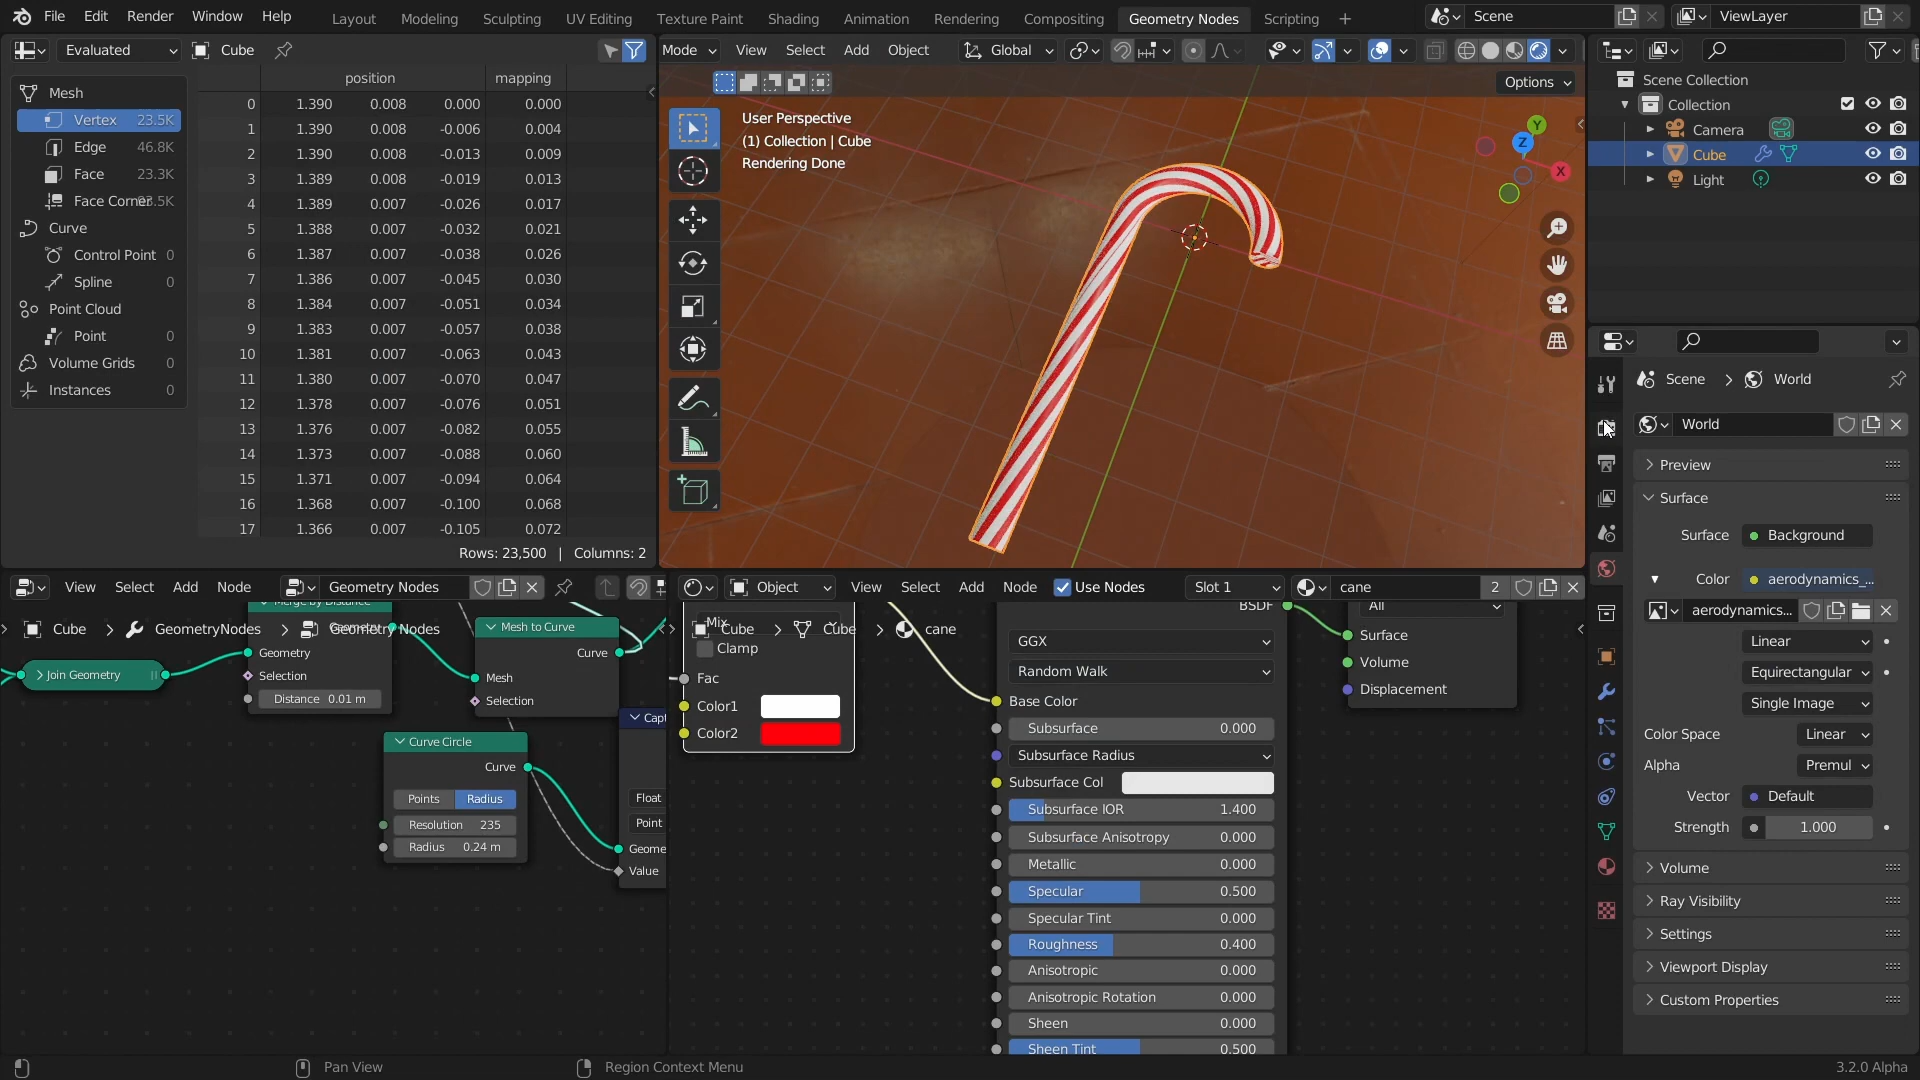 File Edit Render Window Help Layout Modeling Sculpting UV Editing Texture Paint Shading Animation Rendering Compositing Geometry Nodes Scripting + Scene ViewLayer
Evaluated Cube
Mode View Select Add Object Global
Options
position mapping
Mesh
Vertex 23.5K
Edge 46.8K
Face 23.3K
Face Corner
Curve
Control Point 0
Spline 0
Point Cloud
Point 0
Volume Grids 0
Instances 0
0 1.390 0.008 0.000 0.000
1 1.390 0.008 -0.006 0.004
2 1.390 0.008 -0.013 0.009
3 1.389 0.008 -0.019 0.013
4 1.389 0.007 -0.026 0.017
5 1.388 0.007 -0.032 0.021
6 1.387 0.007 -0.038 0.026
7 1.386 0.007 -0.045 0.030
8 1.384 0.007 -0.051 0.034
9 1.383 0.007 -0.057 0.038
10 1.381 0.007 -0.063 0.043
11 1.380 0.007 -0.070 0.047
12 1.378 0.007 -0.076 0.051
13 1.376 0.007 -0.082 0.055
14 1.373 0.007 -0.088 0.060
15 1.371 0.007 -0.094 0.064
16 1.368 0.007 -0.100 0.068
17 1.366 0.007 -0.105 0.072
Rows: 23,500 | Columns: 2
User Perspective
(1) Collection | Cube
Rendering Done
Y
Z
X
Scene Collection
Collection
Camera
Cube
Light
Scene > World
World
Preview
Surface
Surface Background
Color aerodynamics_...
aerodynamics...
Linear
Equirectangular
Single Image
Color Space Linear
Alpha Premul
Vector Default
Strength 1.000
Volume
Ray Visibility
Settings
Viewport Display
Custom Properties
View Select Add Node Geometry Nodes
Cube > GeometryNodes > Geometry Nodes
Merge by Distance
Geometry
Geometry
Selection
Distance 0.01 m
Join Geometry
Mesh to Curve
Curve
Mesh
Selection
Curve Circle
Curve
Points Radius
Resolution 235
Radius 0.24 m
Capt
Float
Point
Geome
Value
Object View Select Add Node Use Nodes Slot 1 cane 2
Cube > Cube > cane
Mix
Clamp
Fac
Color1
Color2
BSDF
GGX
Random Walk
Base Color
Subsurface 0.000
Subsurface Radius
Subsurface Col
Subsurface IOR 1.400
Subsurface Anisotropy 0.000
Metallic 0.000
Specular 0.500
Specular Tint 0.000
Roughness 0.400
Anisotropic 0.000
Anisotropic Rotation 0.000
Sheen 0.000
Sheen Tint 0.500
All
Surface
Volume
Displacement
Pan View Region Context Menu 3.2.0 Alpha